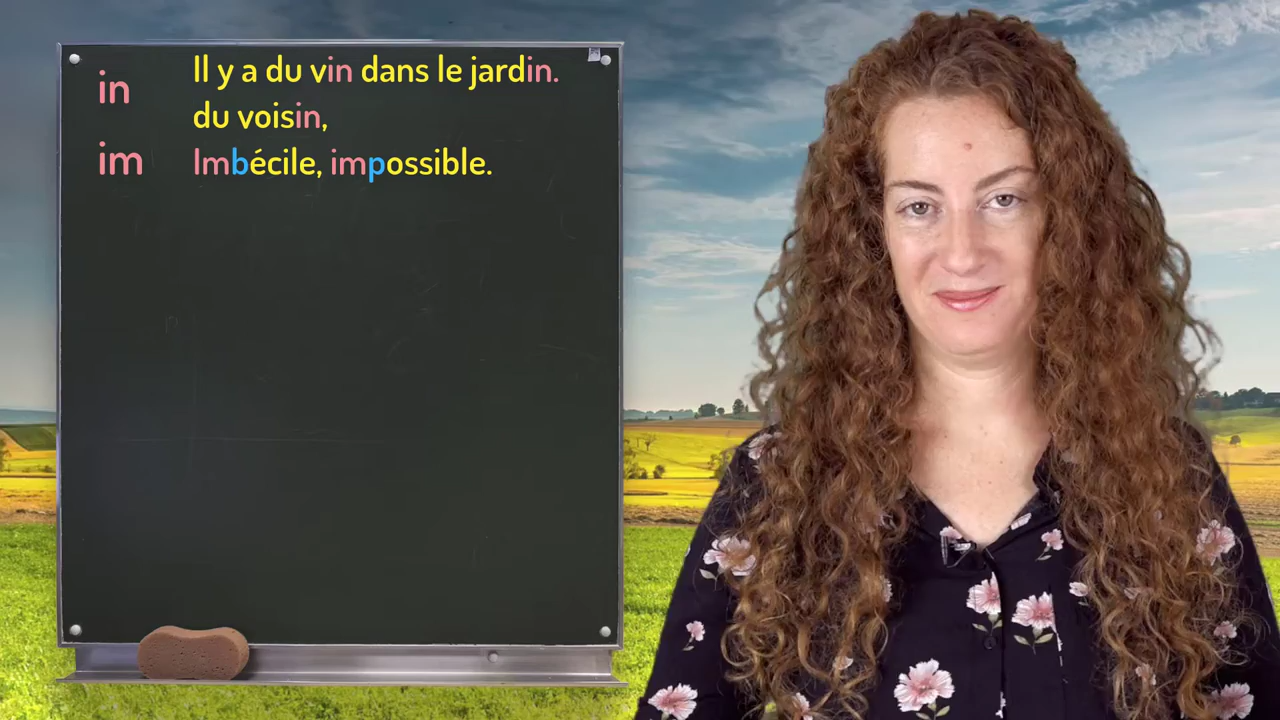 in
Il y a du vin dans le jardin.
du voisin,
im
Imbécile, impossible.